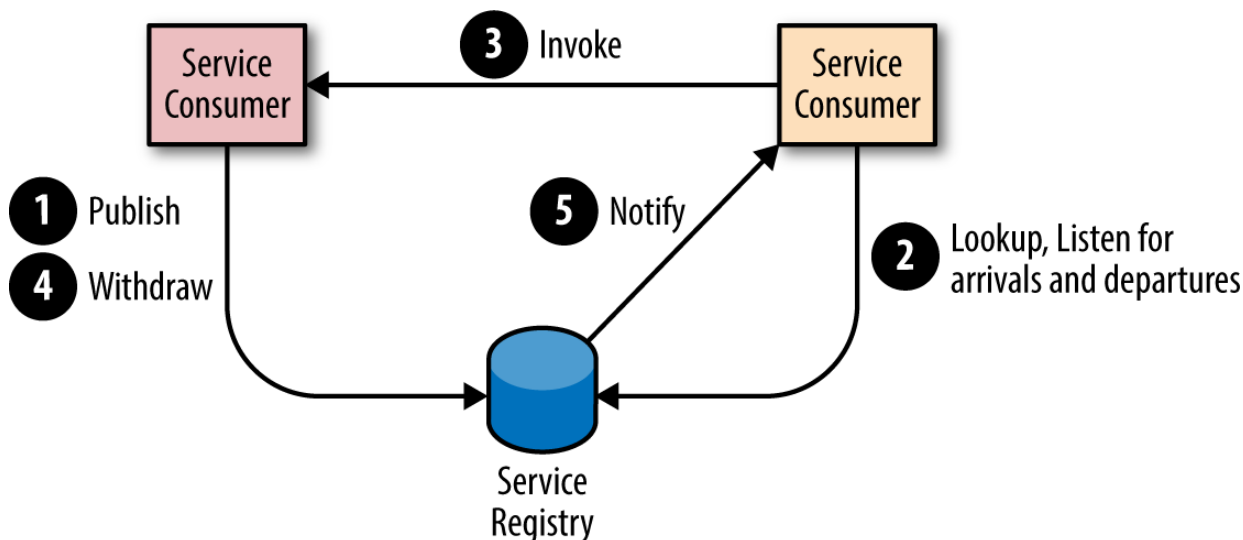 3 Invoke
Service
Consumer
Service
Consumer
1 Publish
4 Withdraw
5 Notify
2 Lookup, Listen for
arrivals and departures
Service
Registry